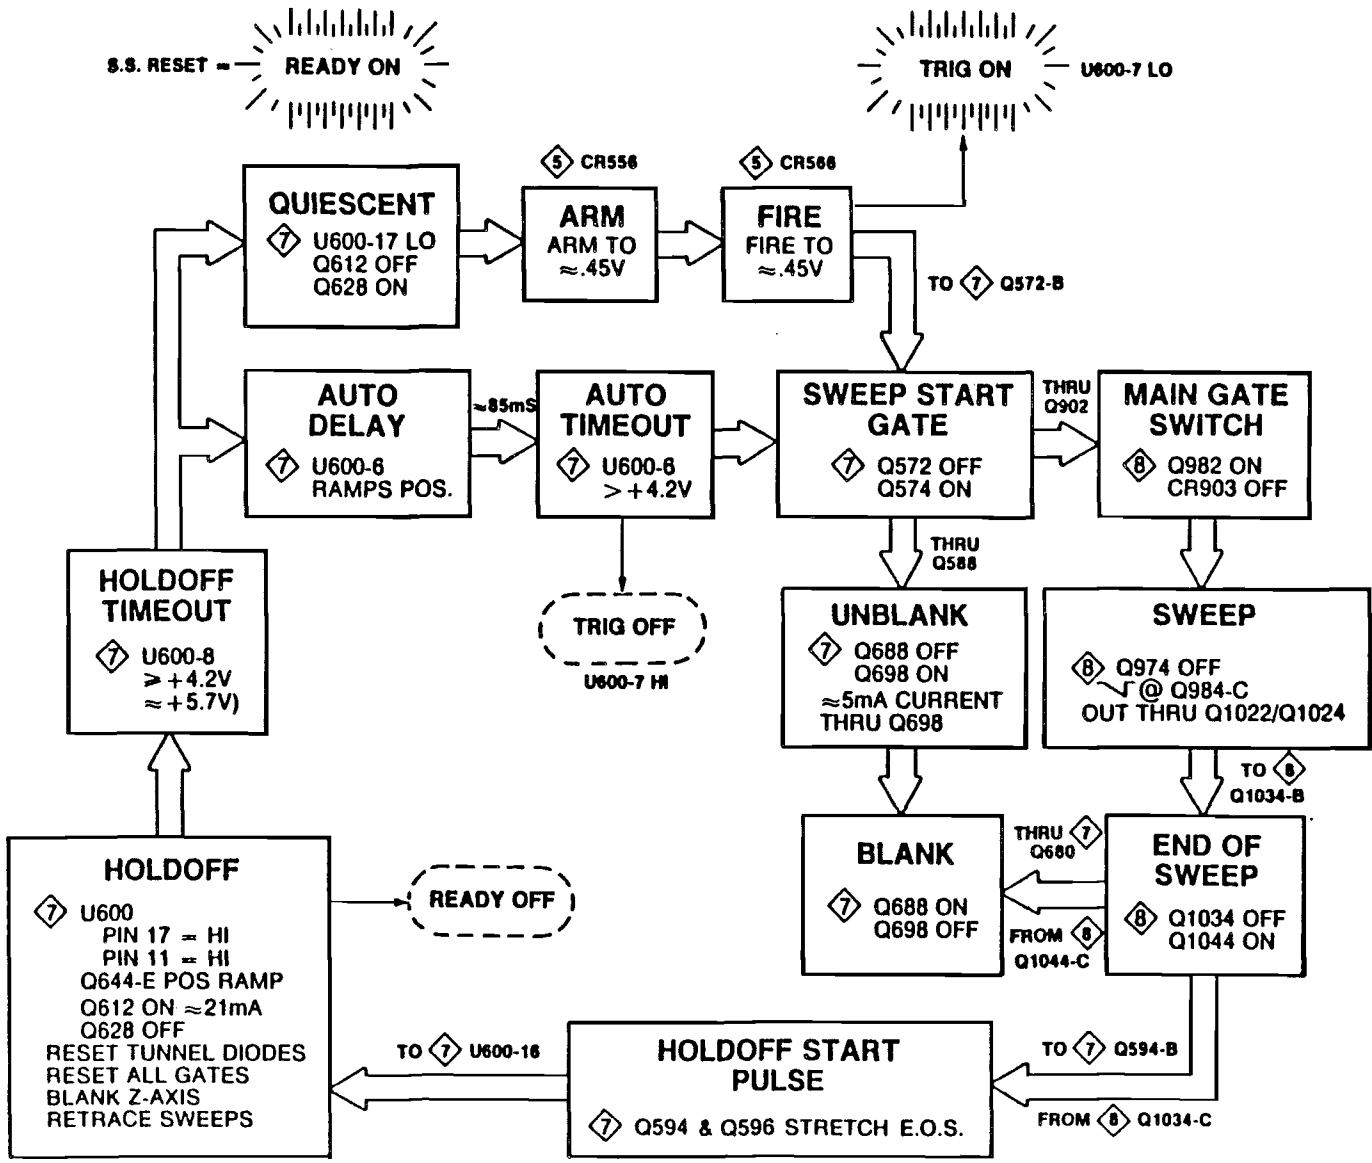 S.S. RESET =
READY ON
TRIG ON
U600-7 LO
5 CR556
5 CR566
QUIESCENT
7 U600-17 LO
Q612 OFF
Q628 ON
ARM
ARM TO
≈.45V
FIRE
FIRE TO
≈.45V
TO 7 Q572-B
AUTO
DELAY
7 U600-6
RAMPS POS.
≈85mS
AUTO
TIMEOUT
7 U600-6
> +4.2V
SWEEP START
GATE
7 Q572 OFF
Q574 ON
THRU
Q902
MAIN GATE
SWITCH
8 Q982 ON
CR903 OFF
HOLDOFF
TIMEOUT
7 U600-8
≥ +4.2V
≈ +5.7V)
TRIG OFF
U600-7 HI
THRU
Q588
UNBLANK
7 Q688 OFF
Q698 ON
≈5mA CURRENT
THRU Q698
SWEEP
8 Q974 OFF
@ Q984-C
OUT THRU Q1022/Q1024
TO 8
Q1034-B
HOLDOFF
7 U600
PIN 17 = HI
PIN 11 = HI
Q644-E POS RAMP
Q612 ON ≈21mA
Q628 OFF
RESET TUNNEL DIODES
RESET ALL GATES
BLANK Z-AXIS
RETRACE SWEEPS
READY OFF
BLANK
7 Q688 ON
Q698 OFF
THRU 7
Q680
FROM 8
Q1044-C
END OF
SWEEP
8 Q1034 OFF
Q1044 ON
TO 7 U600-16
HOLDOFF START
PULSE
7 Q594 & Q596 STRETCH E.O.S.
TO 7 Q594-B
FROM 8 Q1034-C